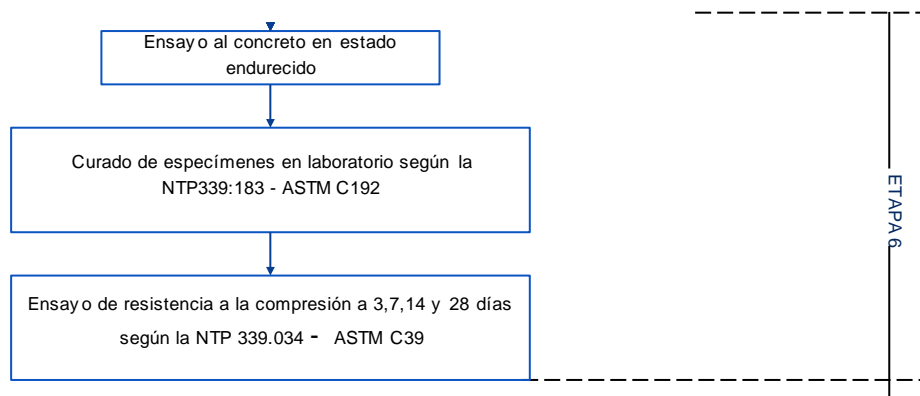 Ensayo al concreto en estado
endurecido
Curado de especímenes en laboratorio según la
NTP339:183 - ASTM C192
Ensayo de resistencia a la compresión a 3,7,14 y 28 días
según la NTP 339.034 - ASTM C39
ETAPA 6